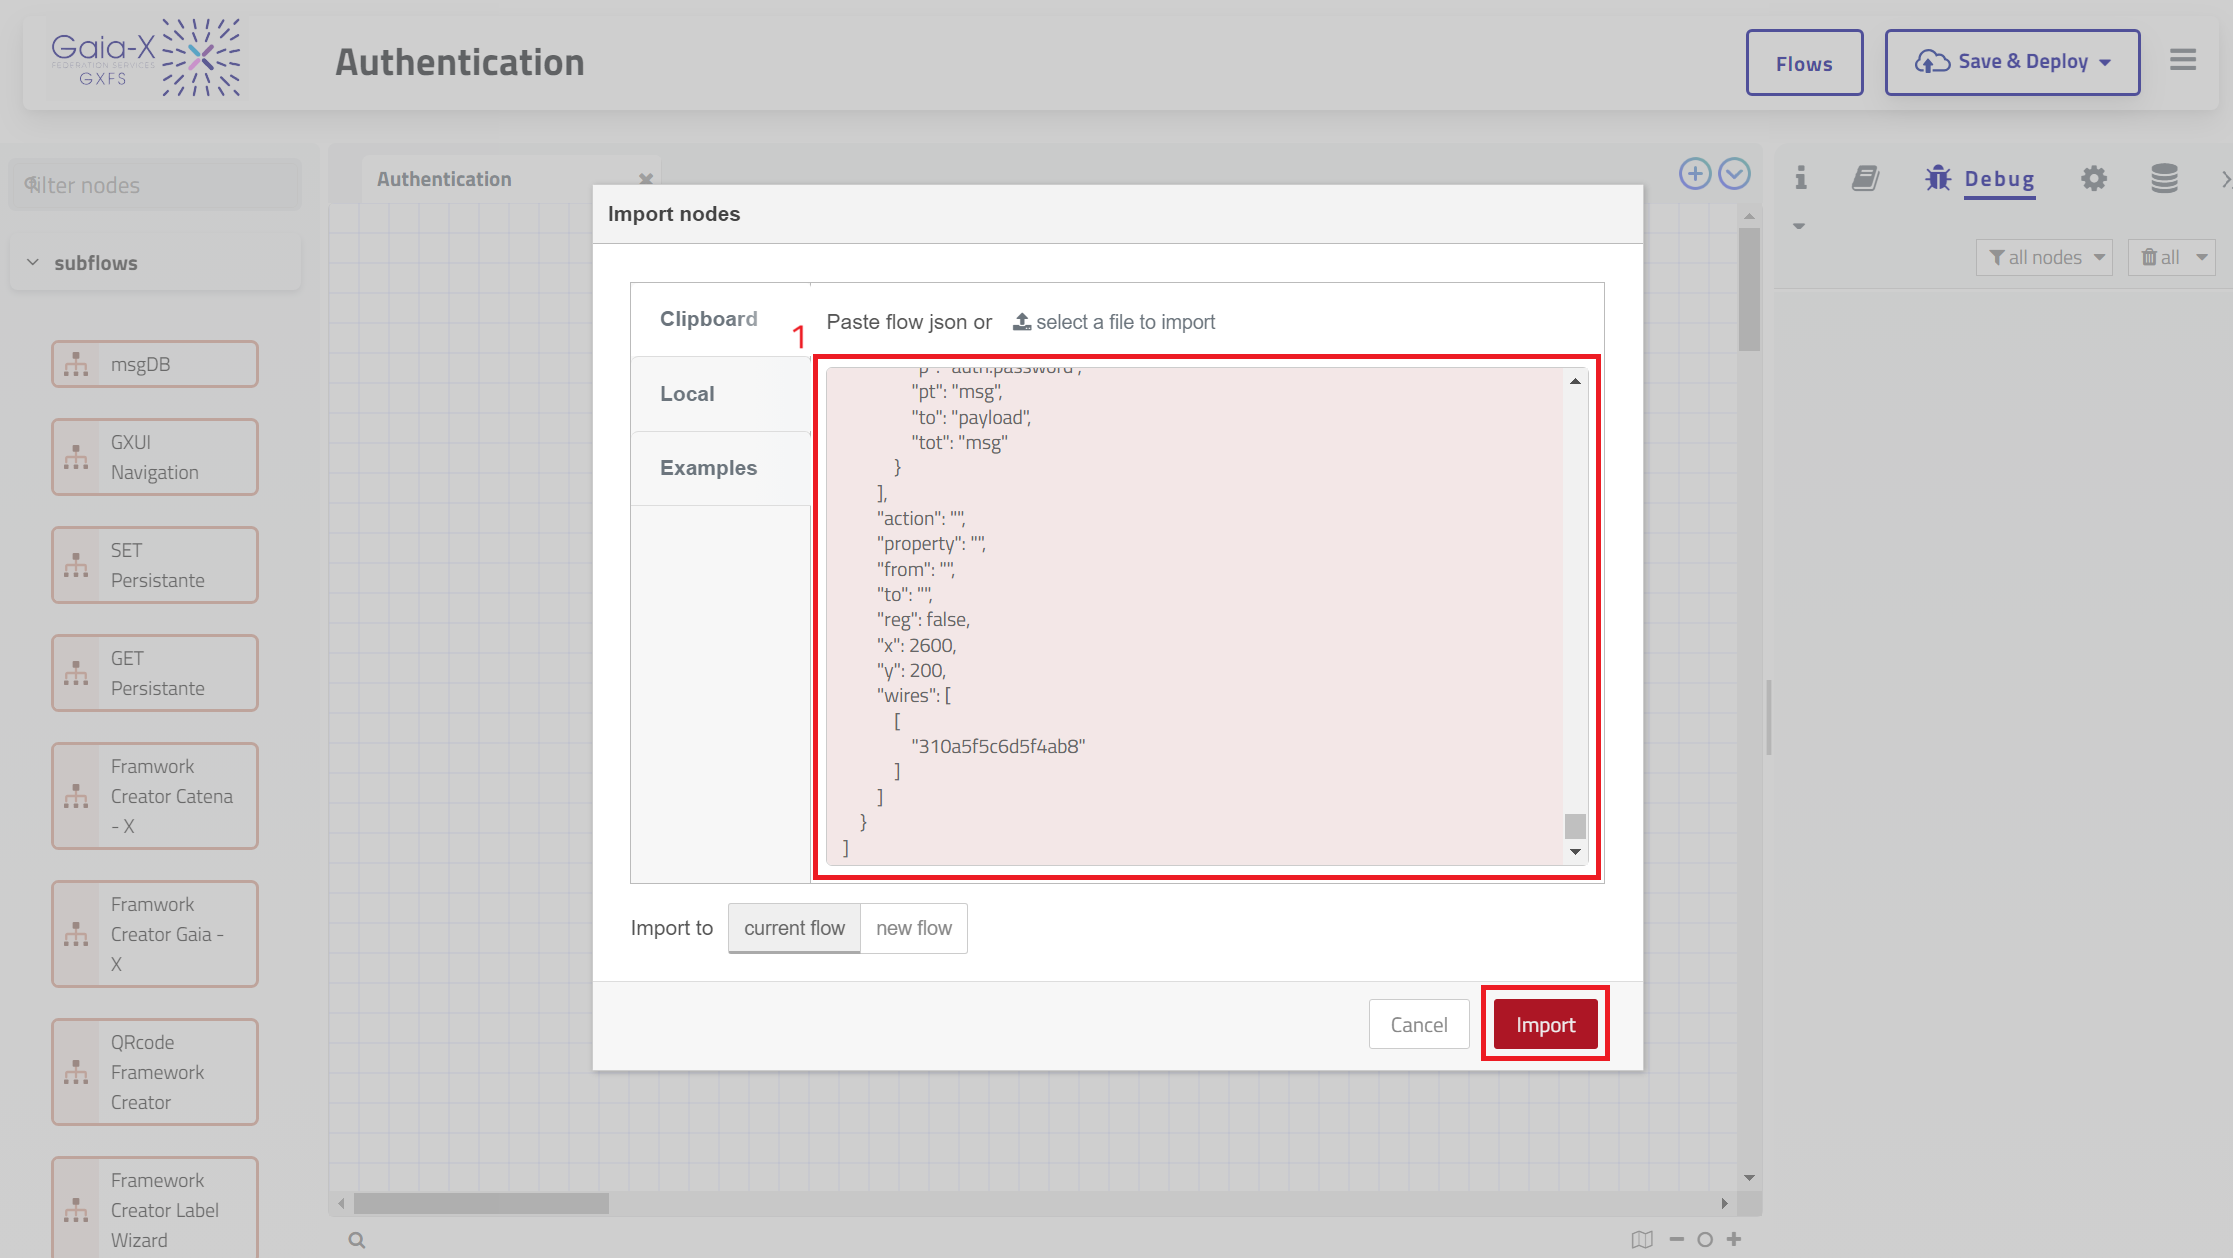 Gaia-X
FEDERATION SERVICES
GXFS
Authentication
Flows
Save & Deploy
filter nodes
subflows
msgDB
GXUI
Navigation
SET
Persistante
GET
Persistante
Framwork
Creator Catena
- X
Framwork
Creator Gaia -
X
QRcode
Framework
Creator
Framework
Creator Label
Wizard
Authentication
Import nodes
Clipboard
Local
Examples
1
Paste flow json or select a file to import
"p": "auth.password",
"pt": "msg",
"to": "payload",
"tot": "msg"
}
],
"action": "",
"property": "",
"from": "",
"to": "",
"reg": false,
"x": 2600,
"y": 200,
"wires": [
[
"310a5f5c6d5f4ab8"
]
]
}
]
Import to current flow new flow
Cancel
Import
Debug
all nodes
all